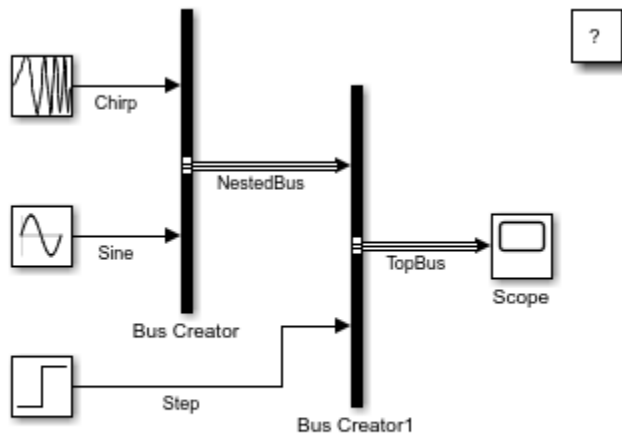 ?
Chirp
NestedBus
Sine
TopBus
Scope
Bus Creator
Step
Bus Creator1